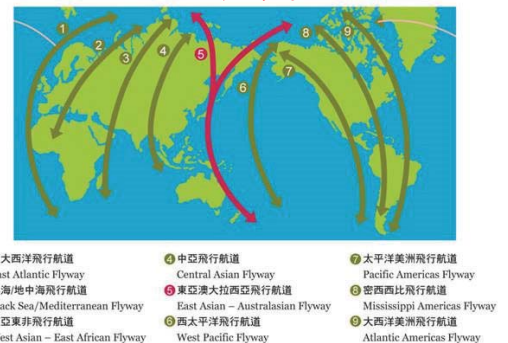 1
2
3
4
5
6
7
8
9
大西洋飛行航道
Atlantic Flyway
海/地中海飛行航道
Sea/Mediterranean Flyway
亞東非飛行航道
Asian – East African Flyway
4 中亞飛行航道
Central Asian Flyway
5 東亞澳大拉西亞飛行航道
East Asian – Australasian Flyway
6 西太平洋飛行航道
West Pacific Flyway
7 太平洋美洲飛行航道
Pacific Americas Flyway
8 密西西比飛行航道
Mississippi Americas Flyway
9 大西洋美洲飛行航道
Atlantic Americas Flyway